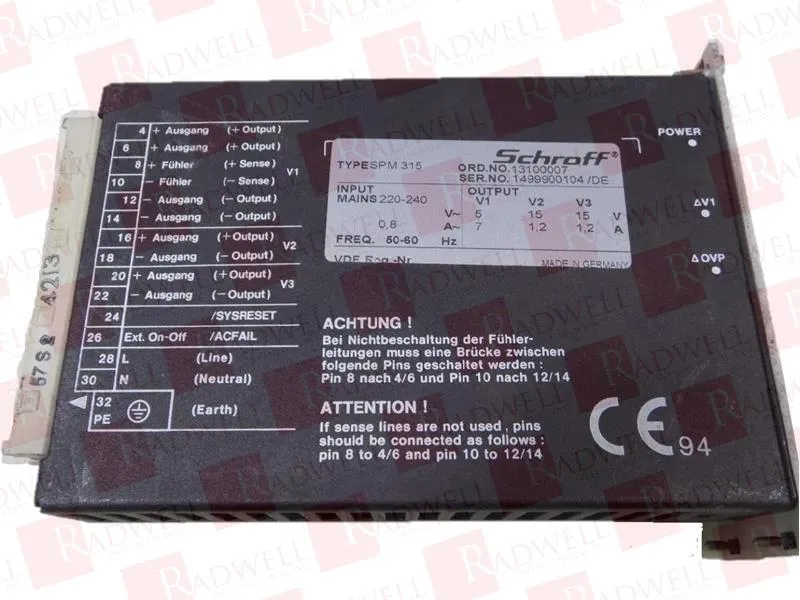 4 + Ausgang (+ Output)
6 + Ausgang (+ Output)
8 + Fühler (+ Sense)
10 - Fühler (- Sense)
V1
12 - Ausgang (- Output)
14 - Ausgang (- Output)
16 + Ausgang (+ Output)
18 - Ausgang (- Output)
V2
20 + Ausgang (+ Output)
22 - Ausgang (- Output)
V3
24 /SYSRESET
26 Ext. On-Off /ACFAIL
28 L (Line)
30 N (Neutral)
32 PE (Earth)
57S2 4213
Schroff®
TYPE SPM 315 ORD.NO. 13100007
SER.NO. 1499900104 /DE
INPUT OUTPUT
MAINS 220-240 V1 V2 V3
V~ 5 15 15 V
0,8 A~ 7 1,2 1,2 A
FREQ. 50-60 Hz
MADE IN GERMANY
ACHTUNG !
Bei Nichtbeschaltung der Fühler-
leitungen muss eine Brücke zwischen
folgende Pins geschaltet werden :
Pin 8 nach 4/6 und Pin 10 nach 12/14
ATTENTION !
If sense lines are not used , pins
should be connected as follows :
pin 8 to 4/6 and pin 10 to 12/14
CE 94
POWER
ΔV1
Δ OVP
RADWELL